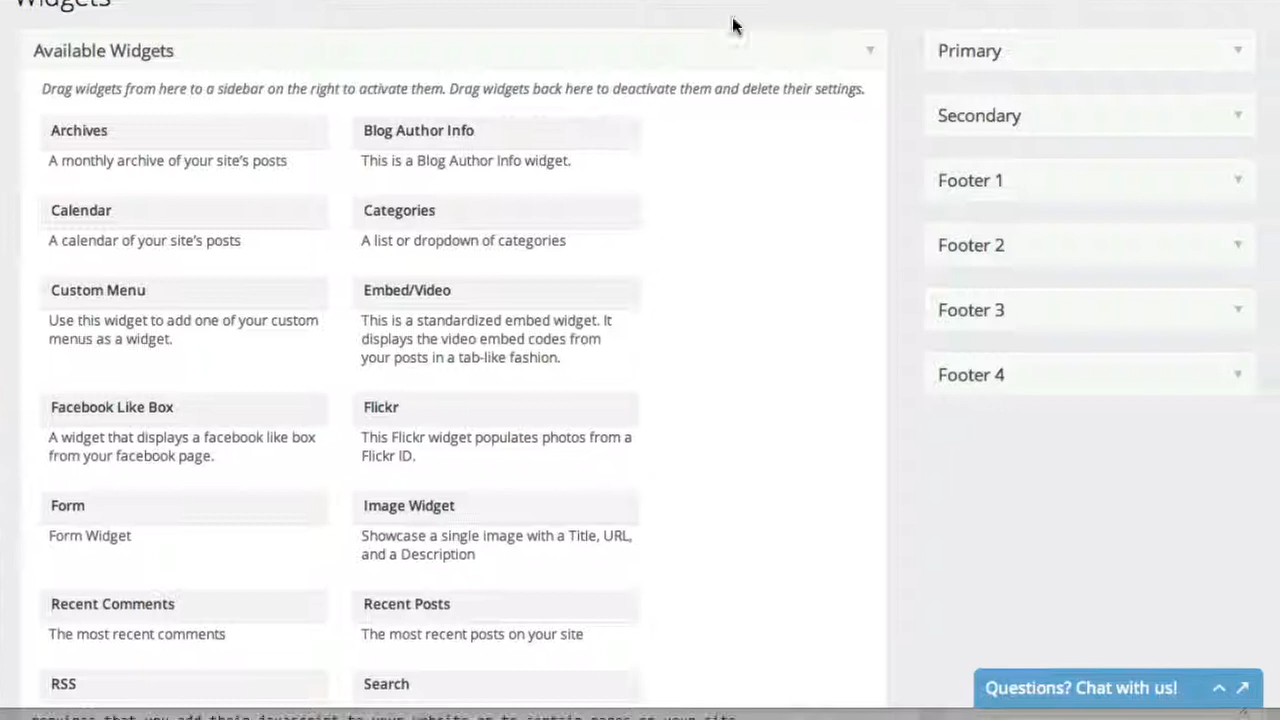 Widgets
Available Widgets
Drag widgets from here to a sidebar on the right to activate them. Drag widgets back here to deactivate them and delete their settings.
Archives
A monthly archive of your site's posts
Blog Author Info
This is a Blog Author Info widget.
Calendar
A calendar of your site's posts
Categories
A list or dropdown of categories
Custom Menu
Use this widget to add one of your custom
menus as a widget.
Embed/Video
This is a standardized embed widget. It
displays the video embed codes from
your posts in a tab-like fashion.
Facebook Like Box
A widget that displays a facebook like box
from your facebook page.
Flickr
This Flickr widget populates photos from a
Flickr ID.
Form
Form Widget
Image Widget
Showcase a single image with a Title, URL,
and a Description
Recent Comments
The most recent comments
Recent Posts
The most recent posts on your site
RSS
Search
Primary
Secondary
Footer 1
Footer 2
Footer 3
Footer 4
Questions? Chat with us!